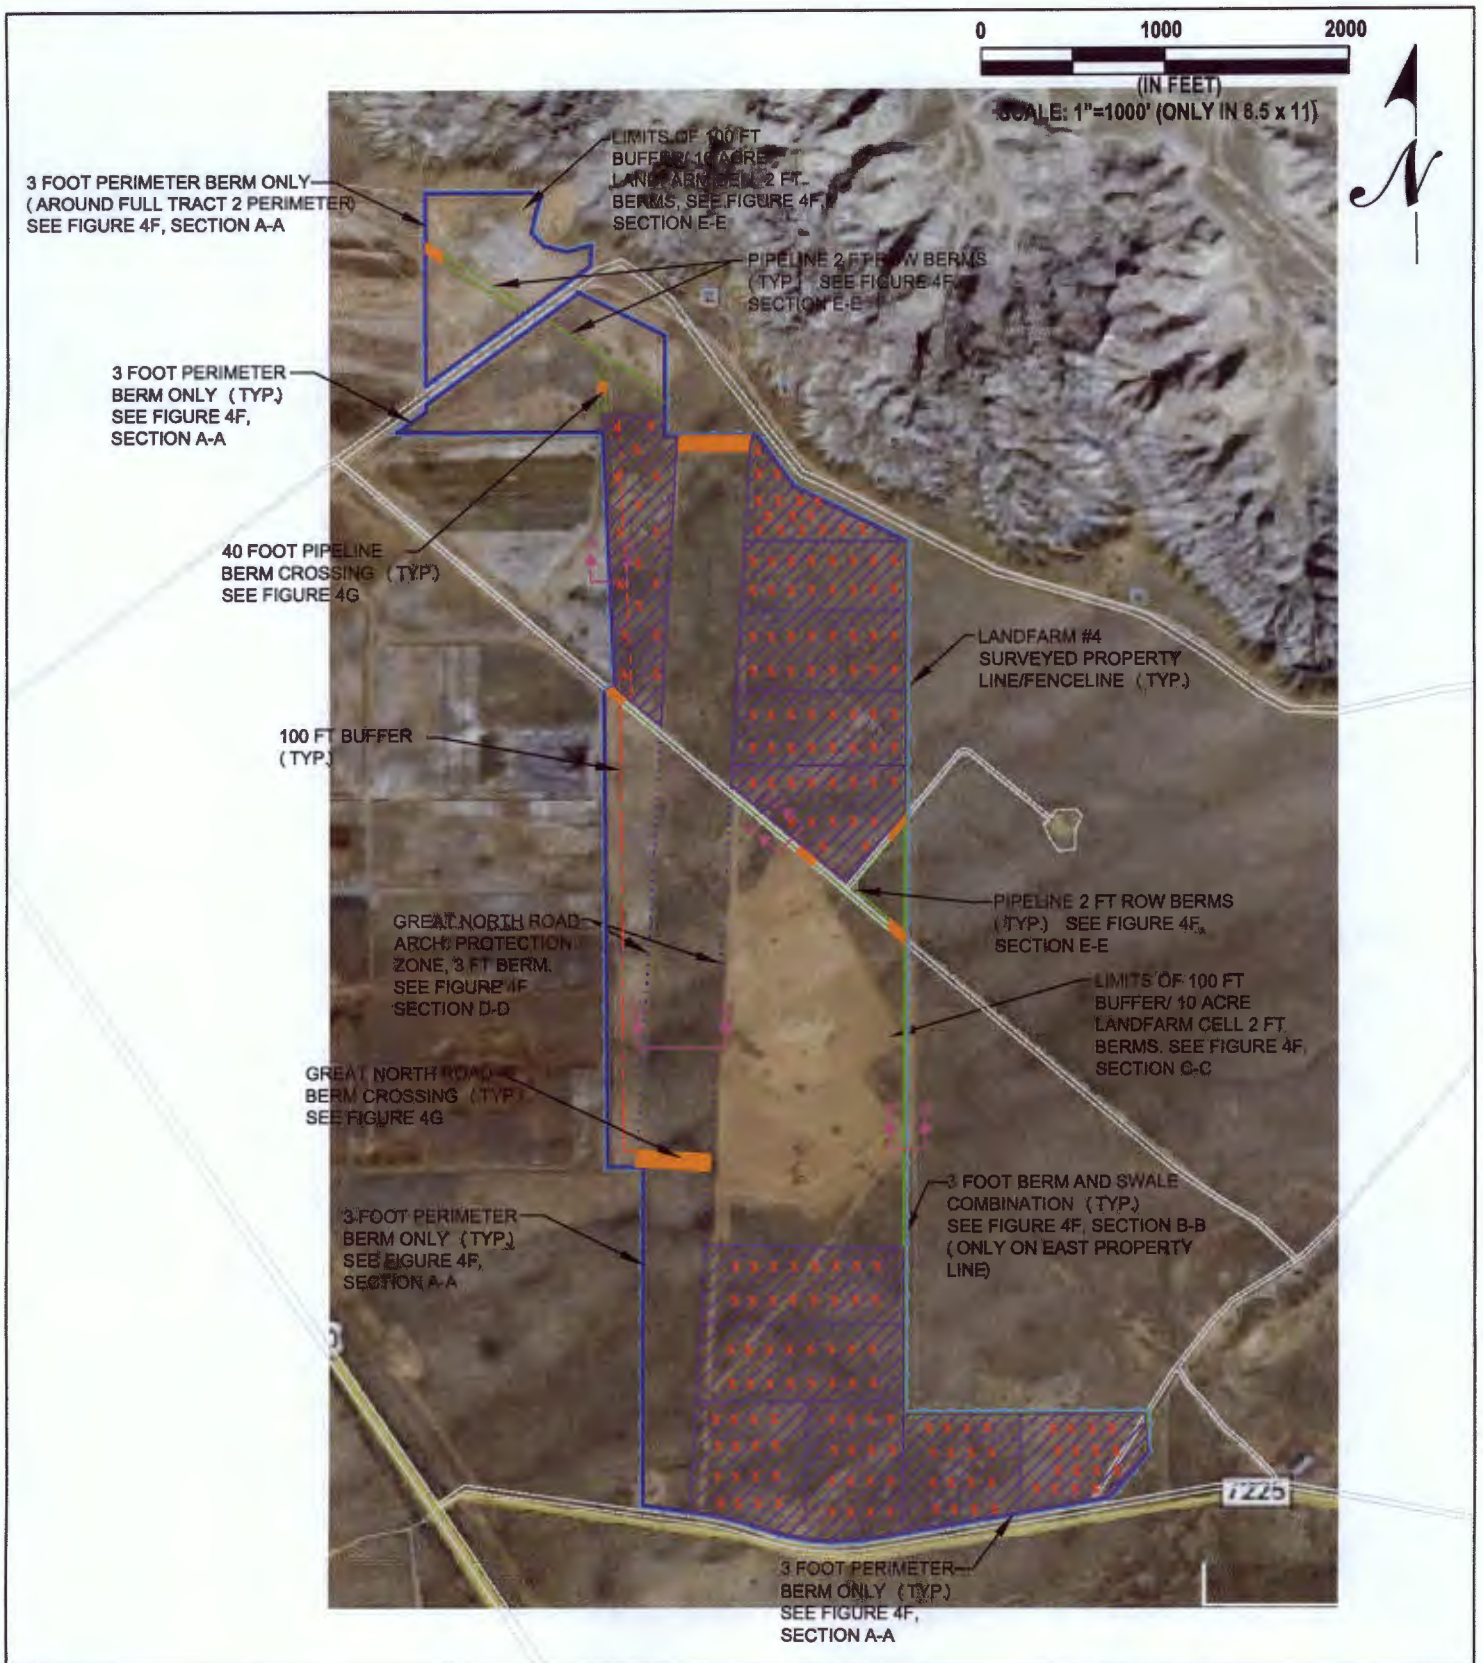 0 1000 2000
(IN FEET)
SCALE: 1"=1000' (ONLY IN 8.5 x 11)
N
LIMITS OF 100 FT
BUFFER/ 10 ACRE
LANDFARM CELL 2 FT
BERMS, SEE FIGURE 4F,
SECTION E-E
3 FOOT PERIMETER BERM ONLY
( AROUND FULL TRACT 2 PERIMETER)
SEE FIGURE 4F, SECTION A-A
PIPELINE 2 FT ROW BERMS
( TYP.) SEE FIGURE 4F,
SECTION E-E
3 FOOT PERIMETER
BERM ONLY ( TYP.)
SEE FIGURE 4F,
SECTION A-A
40 FOOT PIPELINE
BERM CROSSING ( TYP.)
SEE FIGURE 4G
LANDFARM #4
SURVEYED PROPERTY
LINE/FENCELINE ( TYP.)
100 FT BUFFER
( TYP.)
PIPELINE 2 FT ROW BERMS
( TYP.) SEE FIGURE 4F,
SECTION E-E
GREAT NORTH ROAD
ARCH. PROTECTION
ZONE, 3 FT BERM.
SEE FIGURE 4F
SECTION D-D
LIMITS OF 100 FT
BUFFER/ 10 ACRE
LANDFARM CELL 2 FT
BERMS. SEE FIGURE 4F,
SECTION C-C
GREAT NORTH ROAD
BERM CROSSING ( TYP.)
SEE FIGURE 4G
3 FOOT BERM AND SWALE
COMBINATION ( TYP.)
SEE FIGURE 4F, SECTION B-B
( ONLY ON EAST PROPERTY
LINE)
3 FOOT PERIMETER
BERM ONLY ( TYP.)
SEE FIGURE 4F,
SECTION A-A
7225
3 FOOT PERIMETER
BERM ONLY ( TYP.)
SEE FIGURE 4F,
SECTION A-A